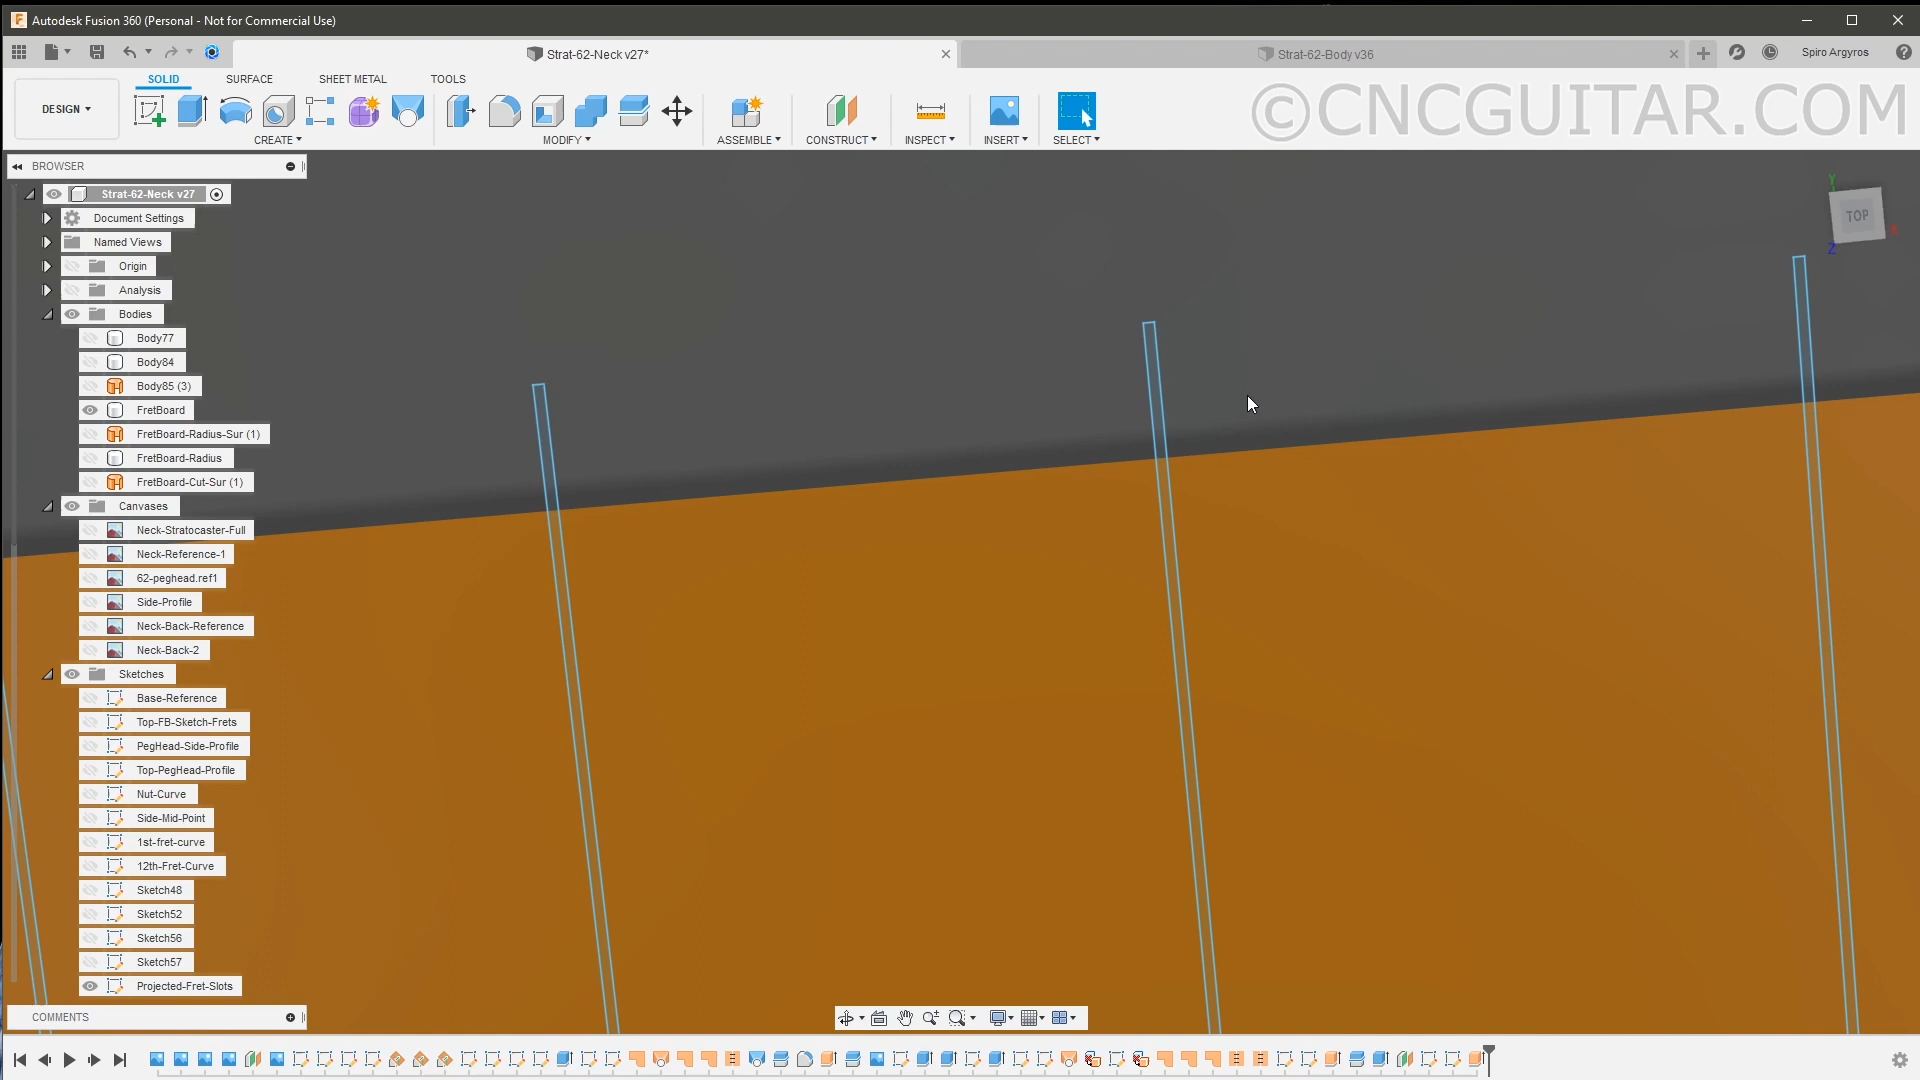 Autodesk Fusion 360 (Personal - Not for Commercial Use)
Strat-62-Neck v27*
Strat-62-Body v36
Spiro Argyros
SOLID
SURFACE
SHEET METAL
TOOLS
DESIGN
CREATE
MODIFY
ASSEMBLE
CONSTRUCT
INSPECT
INSERT
SELECT
©CNCGUITAR.COM
BROWSER
Strat-62-Neck v27
Document Settings
Named Views
Origin
Analysis
Bodies
Body77
Body84
Body85 (3)
FretBoard
FretBoard-Radius-Sur (1)
FretBoard-Radius
FretBoard-Cut-Sur (1)
Canvases
Neck-Stratocaster-Full
Neck-Reference-1
62-peghead.ref1
Side-Profile
Neck-Back-Reference
Neck-Back-2
Sketches
Base-Reference
Top-FB-Sketch-Frets
PegHead-Side-Profile
Top-PegHead-Profile
Nut-Curve
Side-Mid-Point
1st-fret-curve
12th-Fret-Curve
Sketch48
Sketch52
Sketch56
Sketch57
Projected-Fret-Slots
COMMENTS
Y
TOP
X
Z